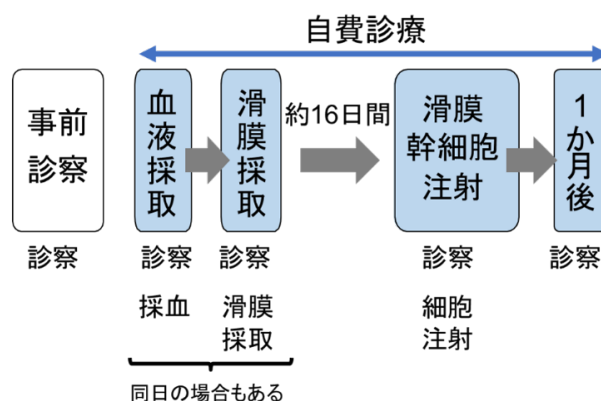 自費診療
事前
診察
血液採取
滑膜採取
約16日間
滑膜
幹細胞
注射
1か月後
診察
診察
診察
診察
診察
採血
滑膜
採取
細胞
注射
同日の場合もある